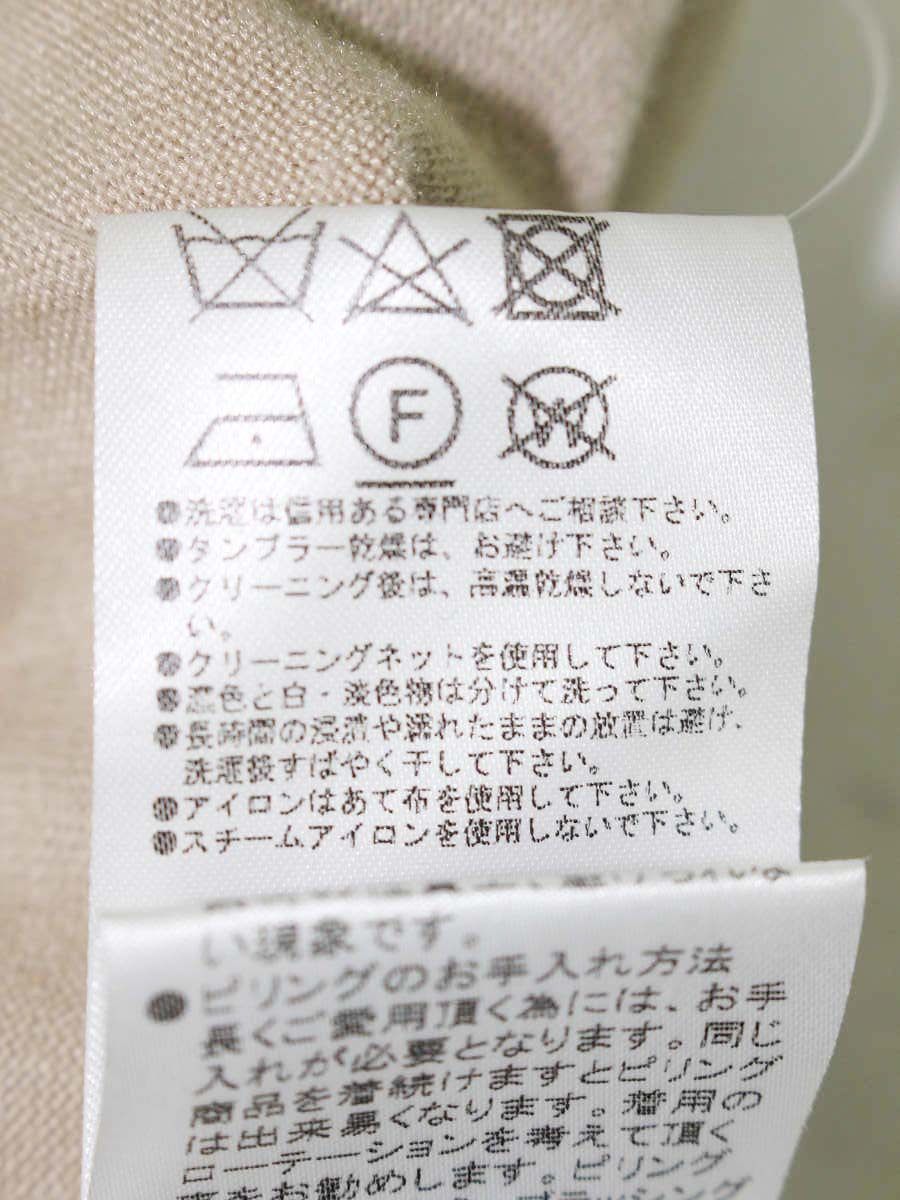 F
W
●洗濯は信用ある専門店へご相談下さい。
●タンブラー乾燥は、お避け下さい。
●クリーニング後は、高温乾燥しないで下さ
い。
●クリーニングネットを使用して下さい。
●濃色と白・淡色物は分けて洗って下さい。
●長時間の浸漬や濡れたままの放置は避け、
洗濯後すばやく干して下さい。
●アイロンはあて布を使用して下さい。
●スチームアイロンを使用しないで下さい。
い現象です。
●ピリングのお手入れ方法
長くご愛用頂く為には、お手
入れが必要となります。同じ
商品を着続けますとピリング
は出来易くなります。着用の
ローテーションを考えて頂く
事をお勧めします。ピリング